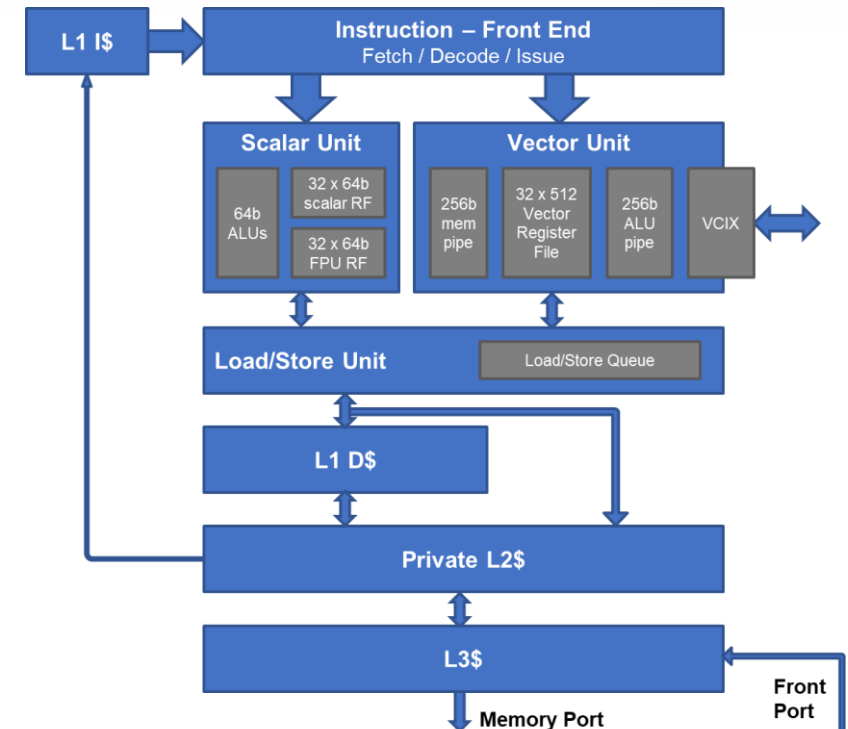 L1 I$
Instruction – Front End
Fetch / Decode / Issue
Scalar Unit
64b
ALUs
32 x 64b
scalar RF
32 x 64b
FPU RF
Vector Unit
256b
mem
pipe
32 x 512
Vector
Register
File
256b
ALU
pipe
VCIX
Load/Store Unit
Load/Store Queue
L1 D$
Private L2$
L3$
Memory Port
Front
Port